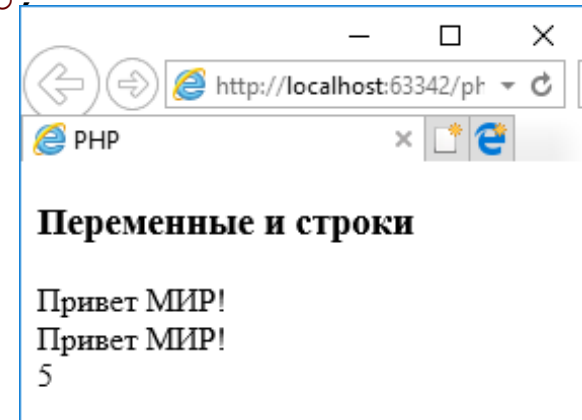 http://localhost:63342/ph
PHP
Переменные и строки
Привет МИР!
Привет МИР!
5